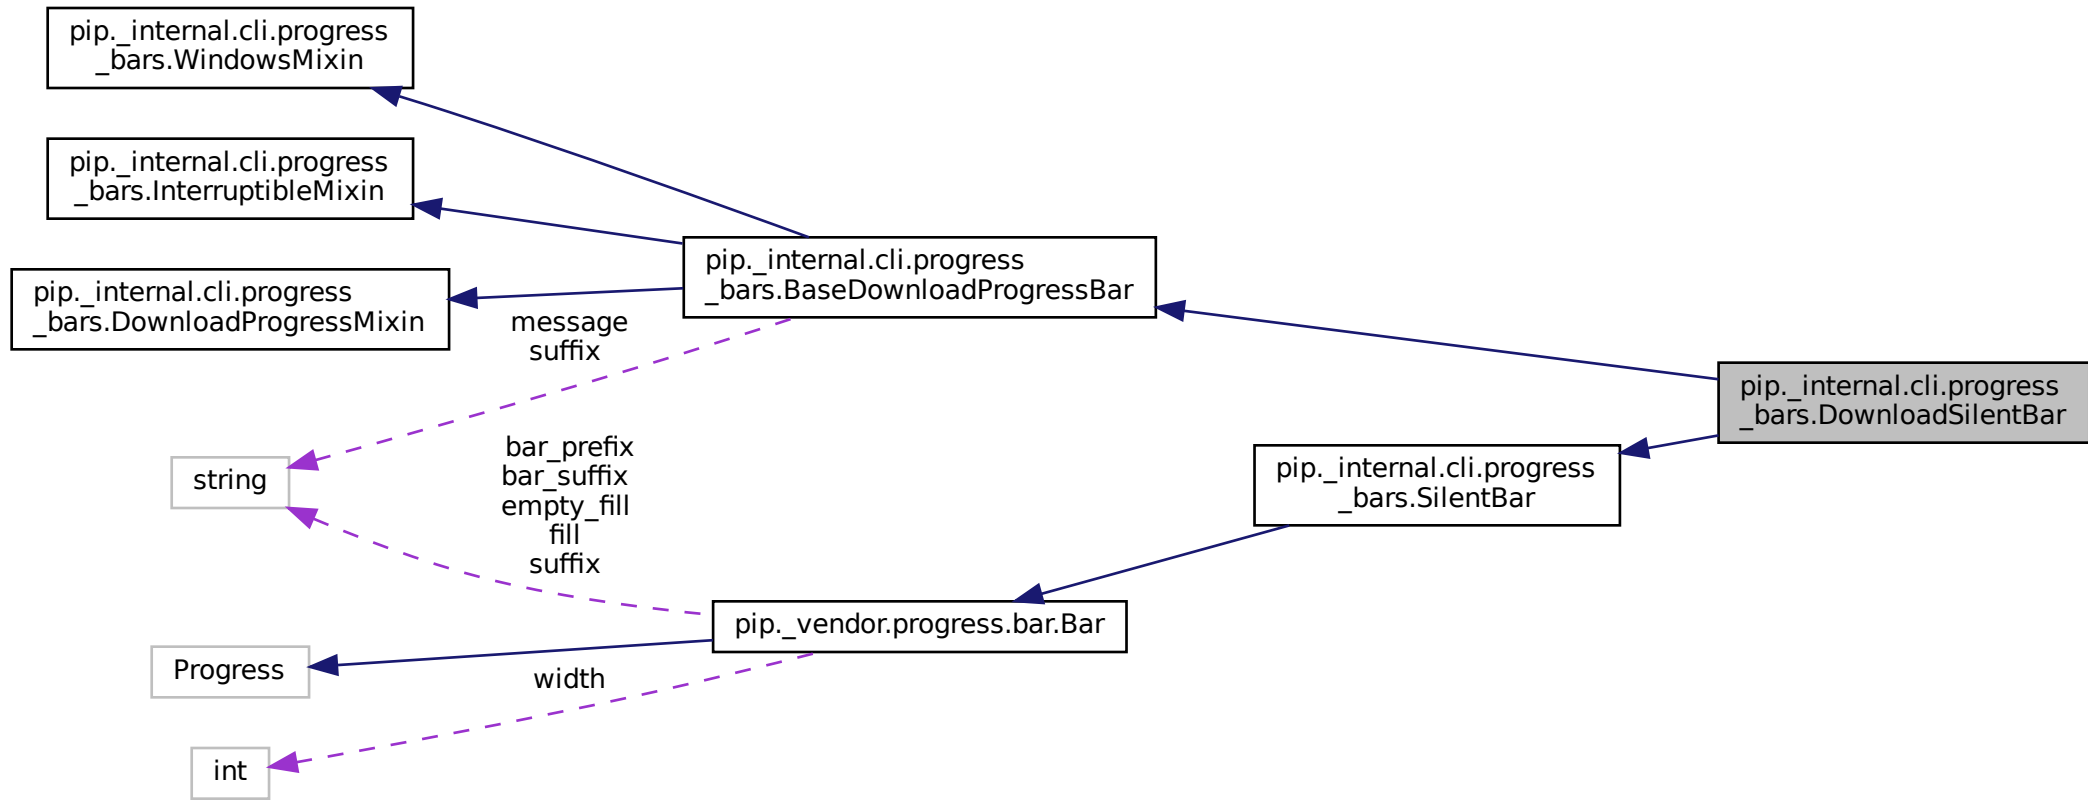 pip._internal.cli.progress
_bars.WindowsMixin
pip._internal.cli.progress
_bars.InterruptibleMixin
pip._internal.cli.progress
_bars.DownloadProgressMixin
pip._internal.cli.progress
_bars.BaseDownloadProgressBar
message
suffix
pip._internal.cli.progress
_bars.DownloadSilentBar
string
bar_prefix
bar_suffix
empty_fill
fill
suffix
pip._internal.cli.progress
_bars.SilentBar
pip._vendor.progress.bar.Bar
Progress
width
int